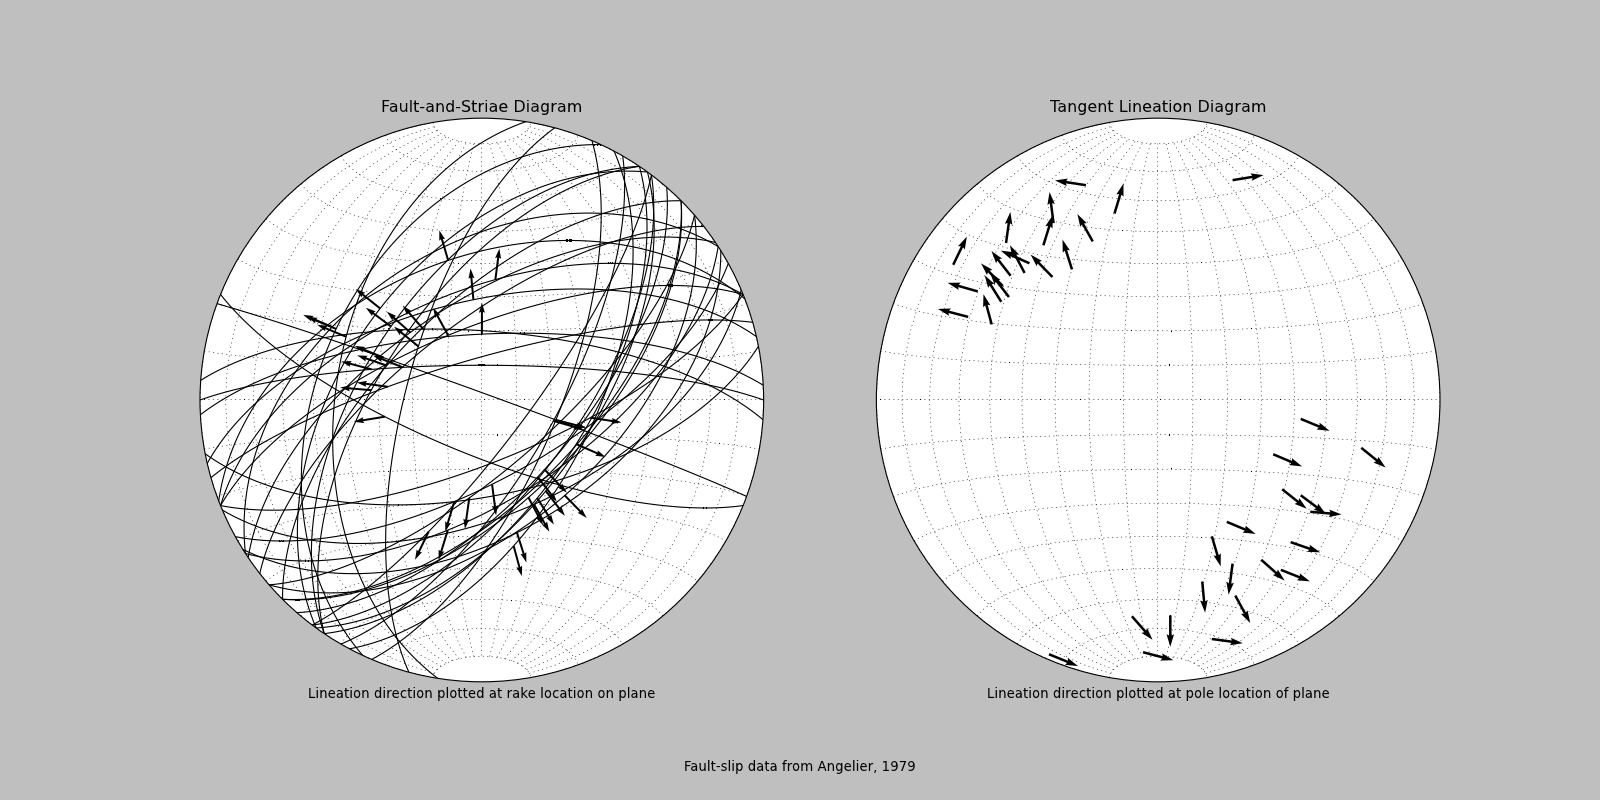 Fault-and-Striae Diagram
Tangent Lineation Diagram
Lineation direction plotted at rake location on plane
Lineation direction plotted at pole location of plane
Fault-slip data from Angelier, 1979